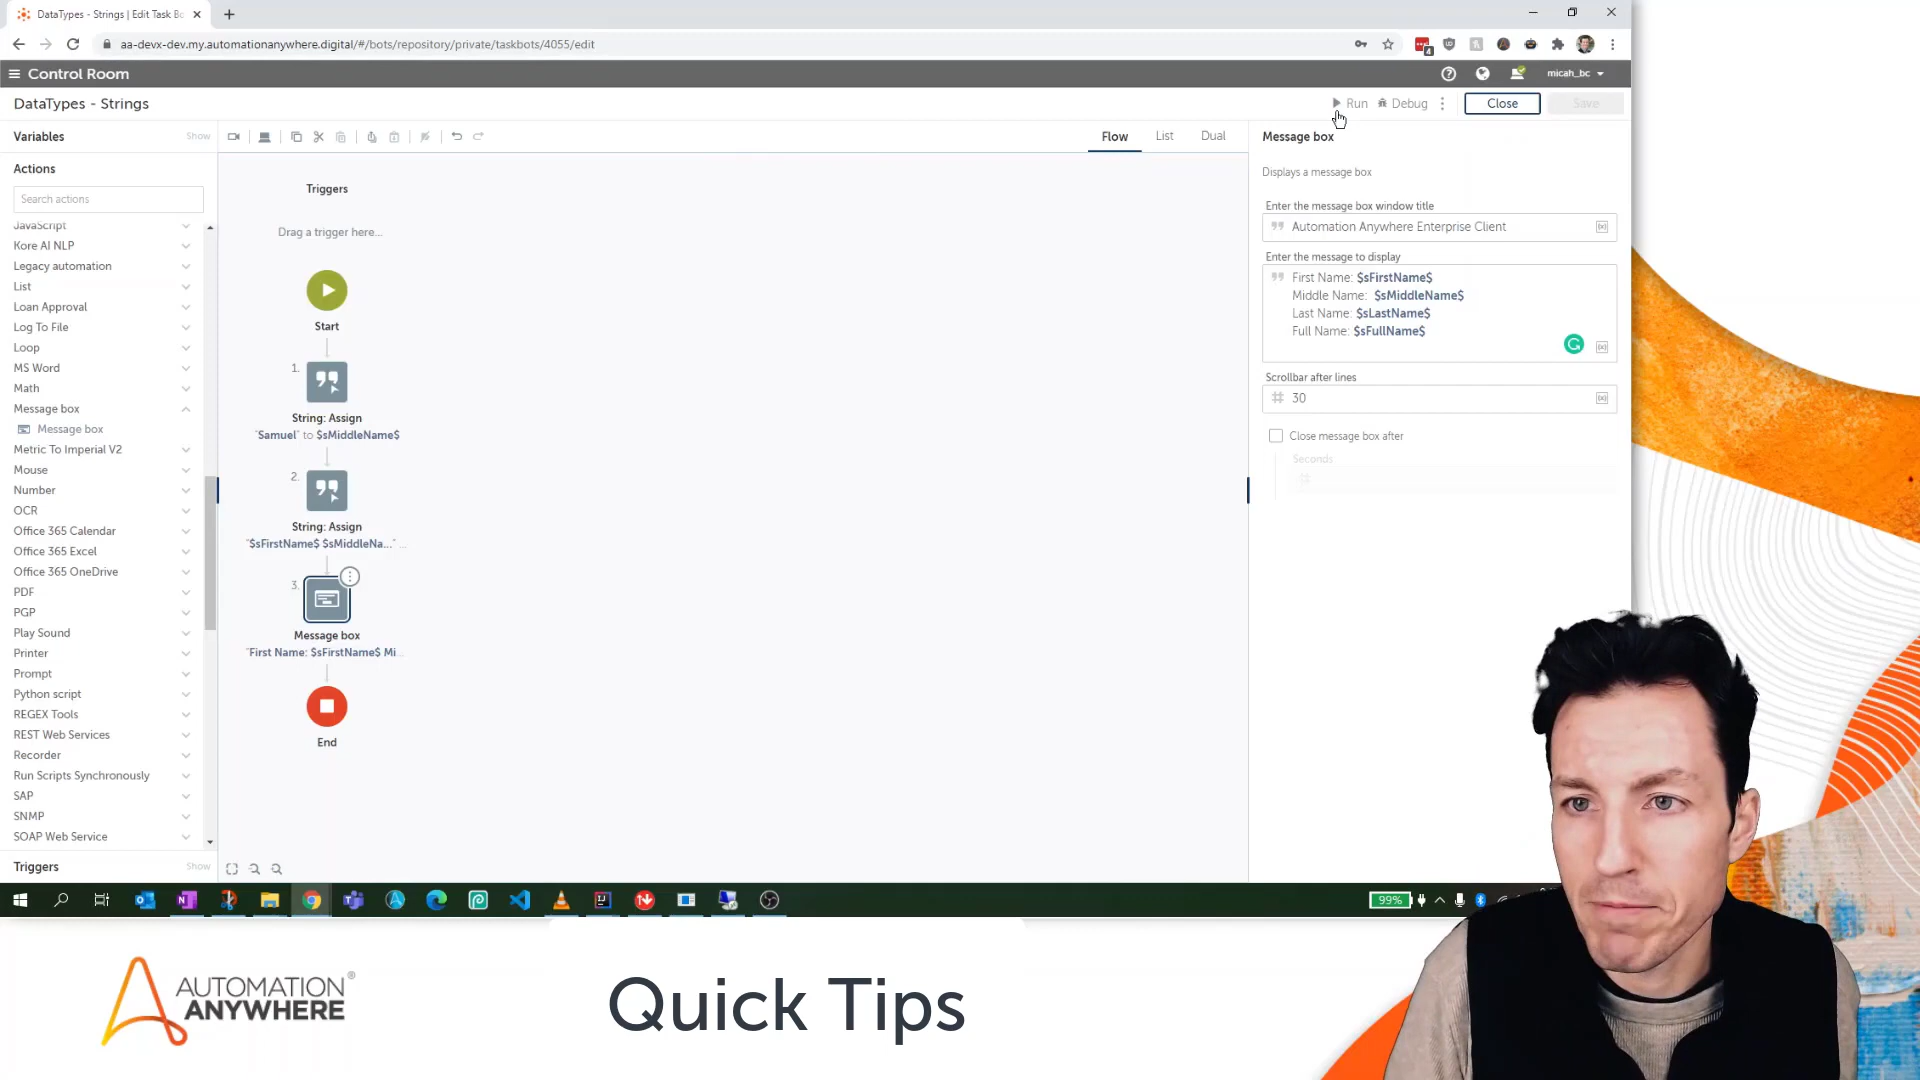 DataTypes - Strings | Edit Task Bo
aa-devx-dev.my.automationanywhere.digital/#/bots/repository/private/taskbots/4055/edit
4
Control Room
micah_bc
DataTypes - Strings
Run
Debug
Close
Save
Variables
Show
Flow
List
Dual
Actions
Search actions
JavaScript
Kore AI NLP
Legacy automation
List
Loan Approval
Log To File
Loop
MS Word
Math
Message box
Message box
Metric To Imperial V2
Mouse
Number
OCR
Office 365 Calendar
Office 365 Excel
Office 365 OneDrive
PDF
PGP
Play Sound
Printer
Prompt
Python script
REGEX Tools
REST Web Services
Recorder
Run Scripts Synchronously
SAP
SNMP
SOAP Web Service
Triggers
Show
Triggers
Drag a trigger here...
Start
1.
String: Assign
"Samuel" to $sMiddleName$
2.
String: Assign
"$sFirstName$ $sMiddleNa..." ...
3.
Message box
"First Name: $sFirstName$ Mi...
End
Message box
Displays a message box
Enter the message box window title
Automation Anywhere Enterprise Client
Enter the message to display
First Name: $sFirstName$
Middle Name: $sMiddleName$
Last Name: $sLastName$
Full Name: $sFullName$
Scrollbar after lines
30
Close message box after
Seconds
99%
AUTOMATION
ANYWHERE®
Quick Tips